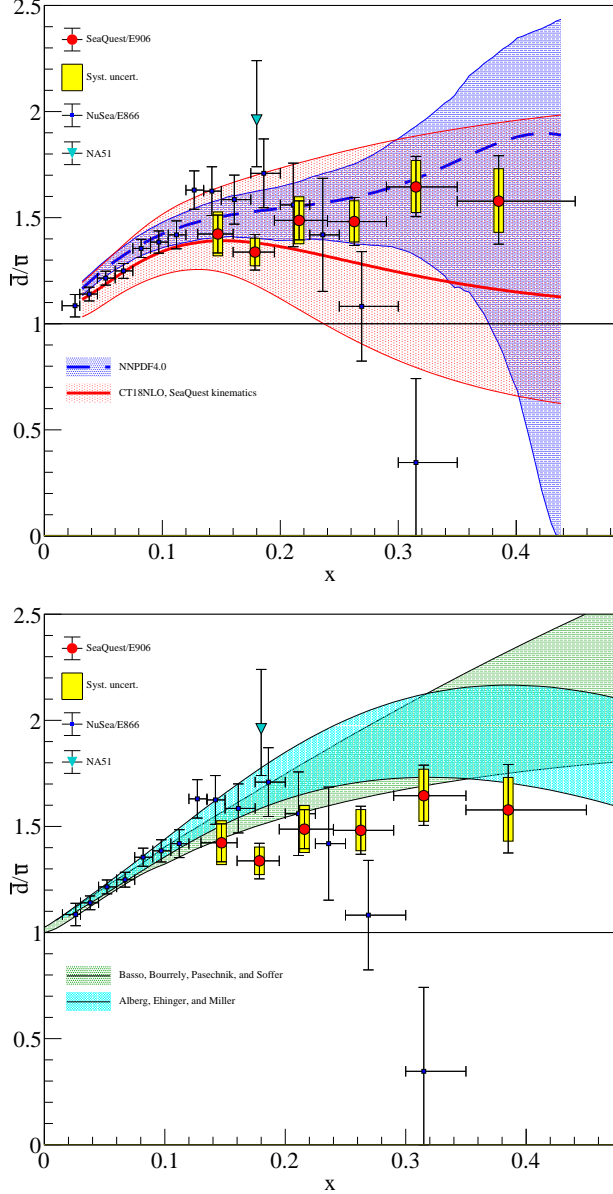 2.5
SeaQuest/E906
Syst. uncert.
2
NuSea/E866
NA51
1.5
d̅/u̅
1
NNPDF4.0
CT18NLO, SeaQuest kinematics
0.5
0
0 0.1 0.2 0.3 0.4
x
2.5
SeaQuest/E906
Syst. uncert.
2
NuSea/E866
NA51
1.5
d̅/u̅
1
Basso, Bourrely, Pasechnik, and Soffer
Alberg, Ehinger, and Miller
0.5
0
0 0.1 0.2 0.3 0.4
x